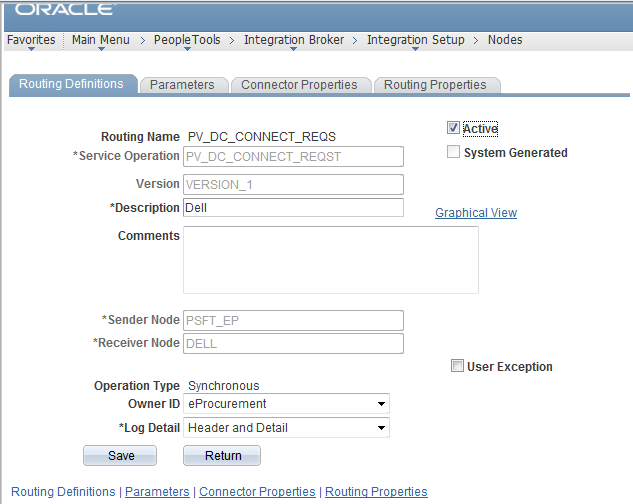 ORACLE
Favorites Main Menu > PeopleTools > Integration Broker > Integration Setup > Nodes
Routing Definitions Parameters Connector Properties Routing Properties
Routing Name PV_DC_CONNECT_REQS Active
*Service Operation PV_DC_CONNECT_REQST System Generated
Version VERSION_1
*Description Dell
Graphical View
Comments
*Sender Node PSFT_EP
*Receiver Node DELL
User Exception
Operation Type Synchronous
Owner ID eProcurement
*Log Detail Header and Detail
Save Return
Routing Definitions | Parameters | Connector Properties | Routing Properties